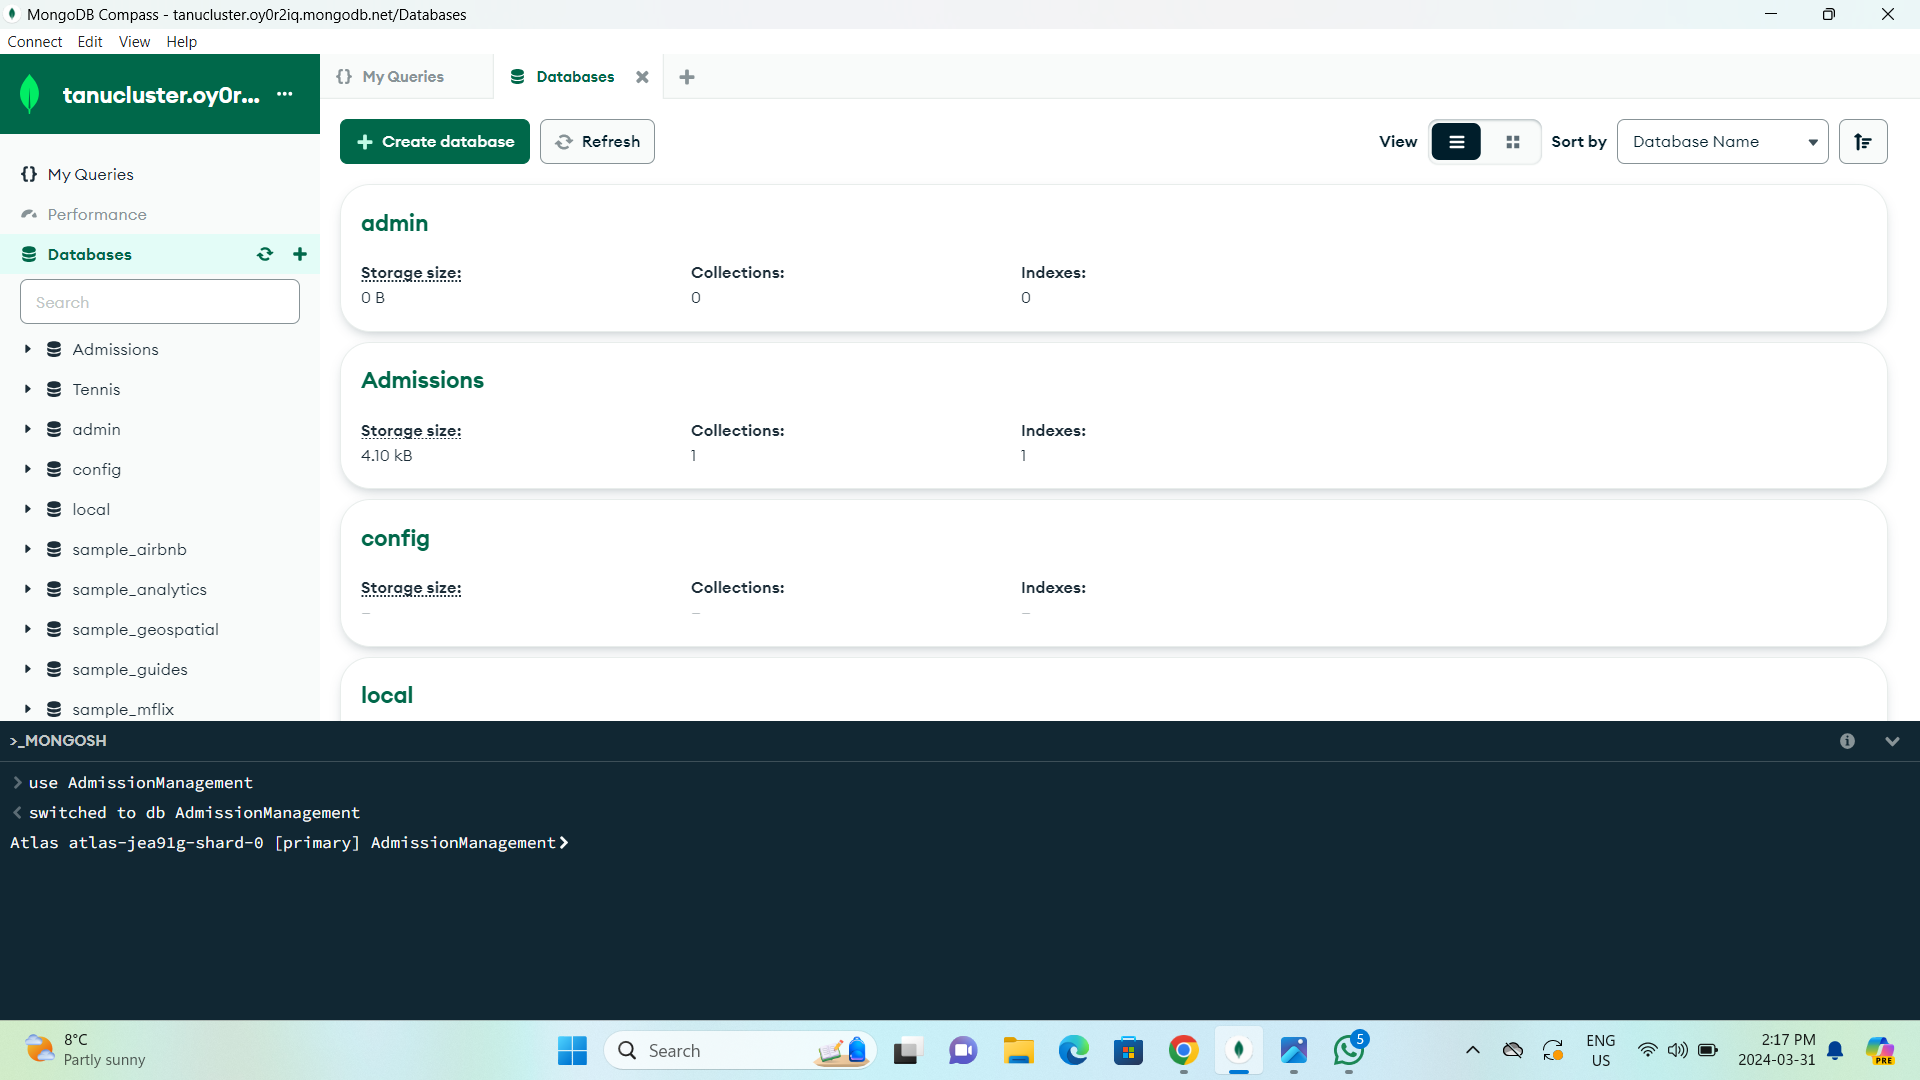 MongoDB Compass - tanucluster.oy0r2iq.mongodb.net/Databases
Connect Edit View Help
tanucluster.oy0r... ...
{} My Queries
Databases
+ Create database
Refresh
View
Sort by
Database Name
{} My Queries
Performance
Databases
Search
Admissions
Tennis
admin
config
local
sample_airbnb
sample_analytics
sample_geospatial
sample_guides
sample_mflix
admin
Storage size: Collections: Indexes:
0 B 0 0
Admissions
Storage size: Collections: Indexes:
4.10 kB 1 1
config
Storage size: Collections: Indexes:
– – –
local
>_MONGOSH
> use AdmissionManagement
< switched to db AdmissionManagement
Atlas atlas-jea91g-shard-0 [primary] AdmissionManagement>
8°C
Partly sunny
Search
5
ENG
US
2:17 PM
2024-03-31
PRE